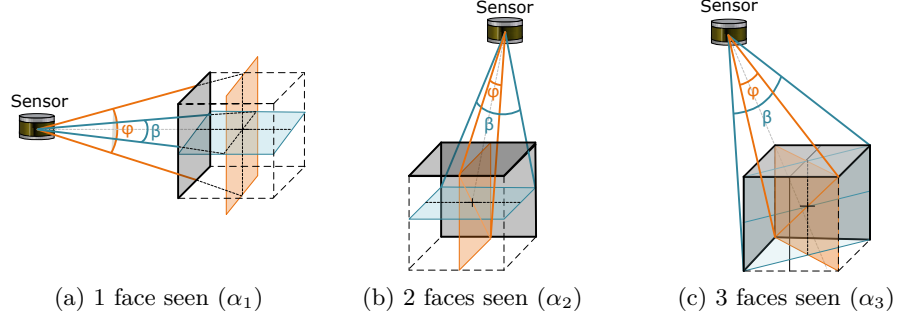 Sensor
φ
β
(a) 1 face seen (α₁)
Sensor
φ
β
(b) 2 faces seen (α₂)
Sensor
φ
β
(c) 3 faces seen (α₃)